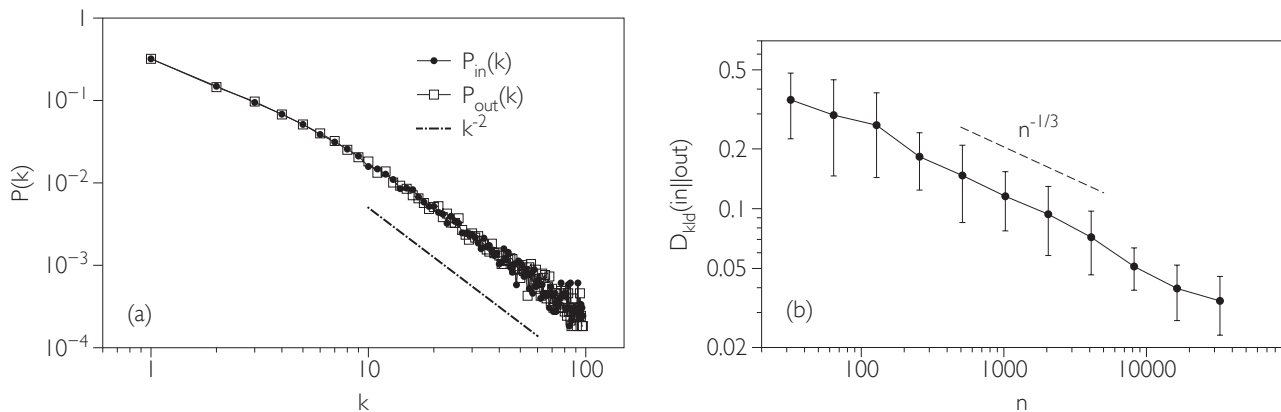 1
10^-1
10^-2
10^-3
10^-4
P(k)
P_in(k)
P_out(k)
k^-2
(a)
1
10
100
k
0.5
0.2
0.1
0.05
0.02
D_kld(in||out)
n^-1/3
(b)
100
1000
10000
n